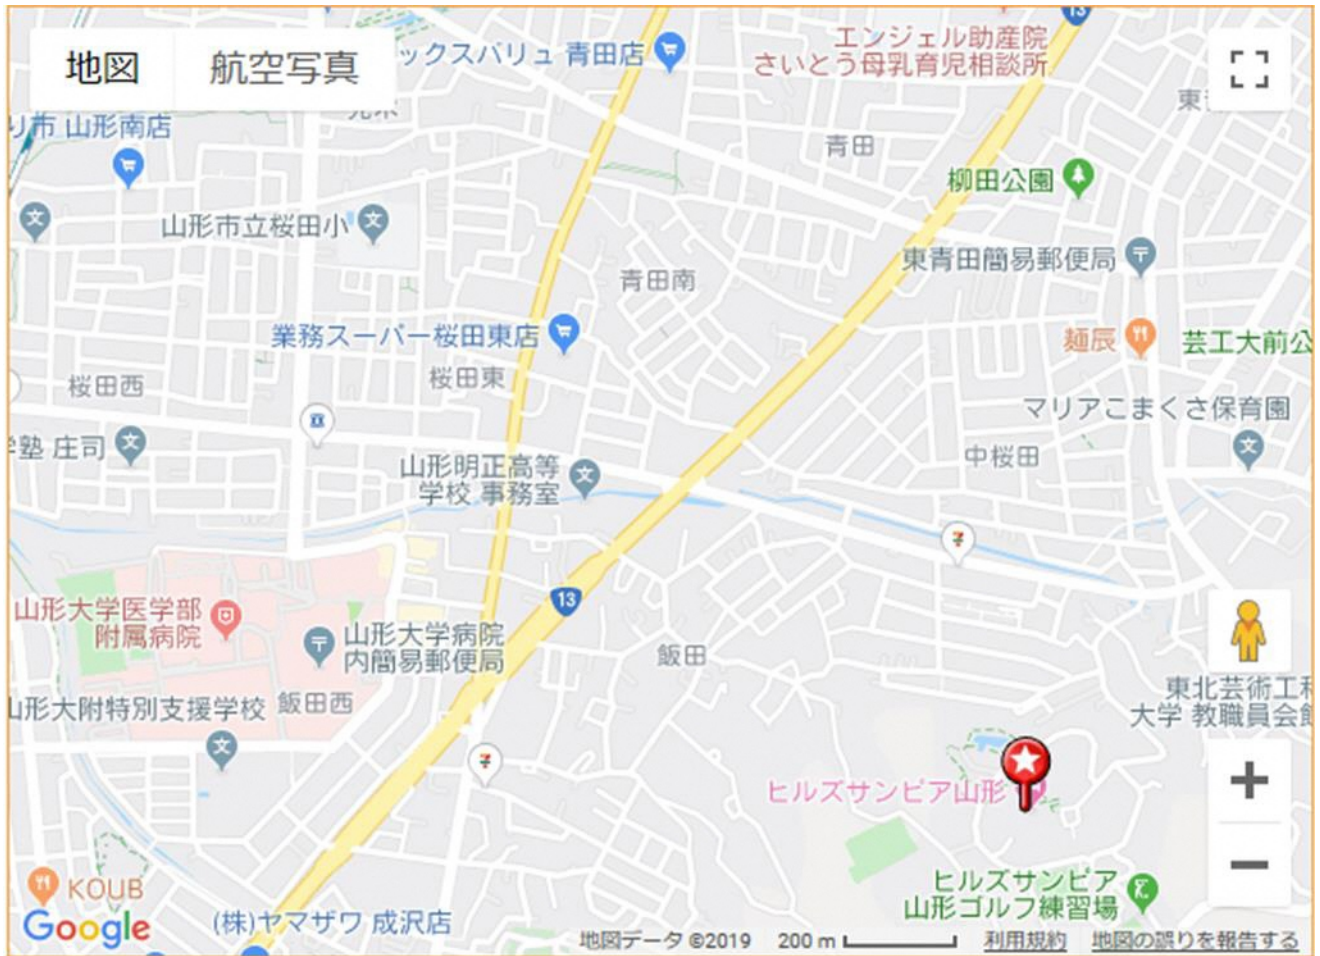 地図
航空写真
ックスバリュ 青田店
エンジェル助産院
さいとう母乳育児相談所
13
り市 山形南店
青田
柳田公園
山形市立桜田小
東青田簡易郵便局
青田南
業務スーパー桜田東店
麺辰
芸工大前公
桜田西
桜田東
マリアこまくさ保育園
塾 庄司
山形明正高等
学校 事務室
中桜田
13
山形大学医学部
附属病院
山形大学病院
内簡易郵便局
飯田
山形大附特別支援学校
飯田西
東北芸術工科
大学 教職員会館
ヒルズサンピア山形
ヒルズサンピア
山形ゴルフ練習場
KOUB
Google
(株)ヤマザワ 成沢店
地図データ ©2019
200 m
利用規約
地図の誤りを報告する